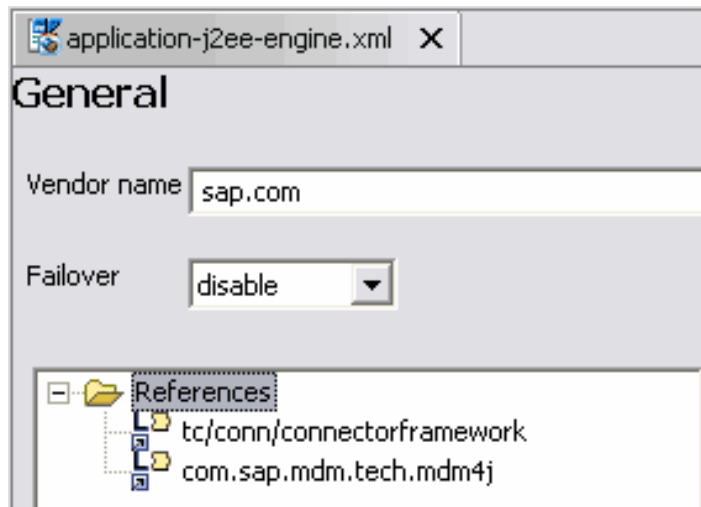 application-j2ee-engine.xml
General
Vendor name sap.com
Failover disable
References
tc/conn/connectorframework
com.sap.mdm.tech.mdm4j